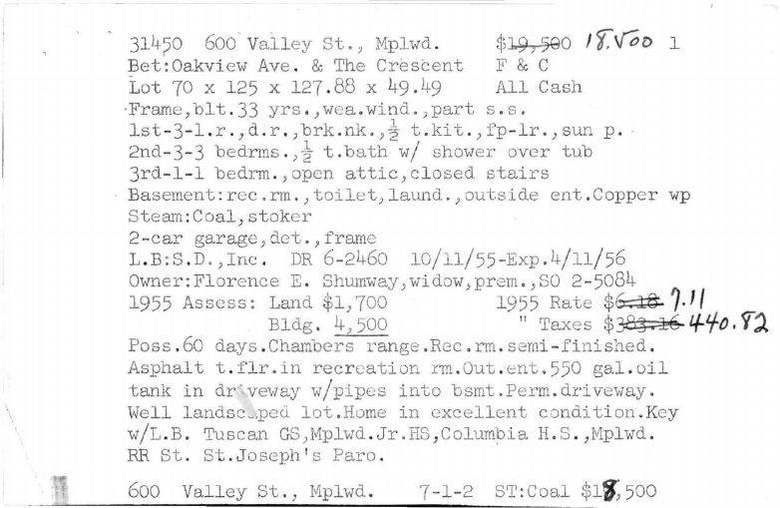 31450 600 Valley St., Mplwd. $19,500 18.500 1
Bet:Oakview Ave. & The Crescent F & C
Lot 70 x 125 x 127.88 x 49.49 All Cash
Frame,blt.33 yrs.,wea.wind.,part s.s.
1st-3-l.r.,d.r.,brk.nk.,½ t.kit.,fp-lr.,sun p.
2nd-3-3 bedrms.,½ t.bath w/ shower over tub
3rd-1-1 bedrm.,open attic,closed stairs
Basement:rec.rm.,toilet,laund.,outside ent.Copper wp
Steam:Coal,stoker
2-car garage,det.,frame
L.B:S.D.,Inc. DR 6-2460 10/11/55-Exp.4/11/56
Owner:Florence E. Shumway,widow,prem.,SO 2-5084
1955 Assess: Land $1,700 1955 Rate $6.18 7.11
Bldg. 4,500 " Taxes $383.16 440.82
Poss.60 days.Chambers range.Rec.rm.semi-finished.
Asphalt t.flr.in recreation rm.Out.ent.550 gal.oil
tank in driveway w/pipes into bsmt.Perm.driveway.
Well landscaped lot.Home in excellent condition.Key
w/L.B. Tuscan GS,Mplwd.Jr.HS,Columbia H.S.,Mplwd.
RR St. St.Joseph's Paro.
600 Valley St., Mplwd. 7-1-2 ST:Coal $18,500